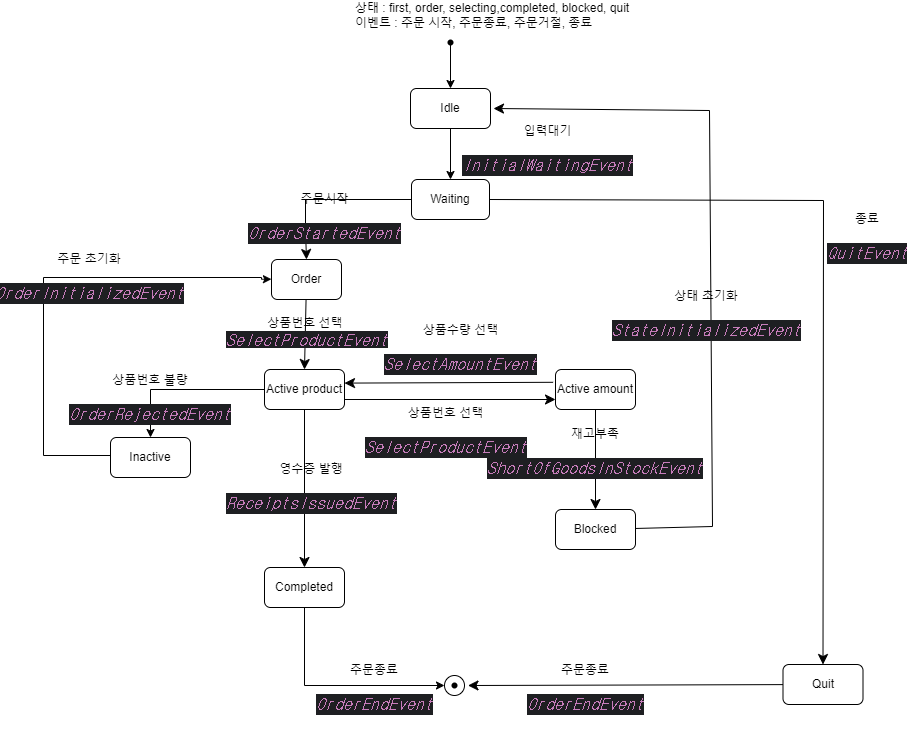 상태 : first, order, selecting,completed, blocked, quit
이벤트 : 주문 시작, 주문종료, 주문거절, 종료
Idle
입력대기
InitialWaitingEvent
Waiting
주문시작
종료
OrderStartedEvent
QuitEvent
주문 초기화
Order
OrderInitializedEvent
상태 초기화
상품번호 선택
상품수량 선택
StateInitializedEvent
SelectProductEvent
SelectAmountEvent
상품번호 불량
Active product
Active amount
OrderRejectedEvent
상품번호 선택
재고부족
Inactive
SelectProductEvent
영수증 발행
ShortOfGoodsInStockEvent
ReceiptsIssuedEvent
Blocked
Completed
주문종료
주문종료
Quit
OrderEndEvent
OrderEndEvent